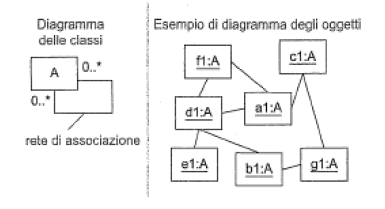 Diagramma
delle classi
A
0..*
0..*
rete di associazione
Esempio di diagramma degli oggetti
f1:A
c1:A
d1:A
a1:A
e1:A
b1:A
g1:A